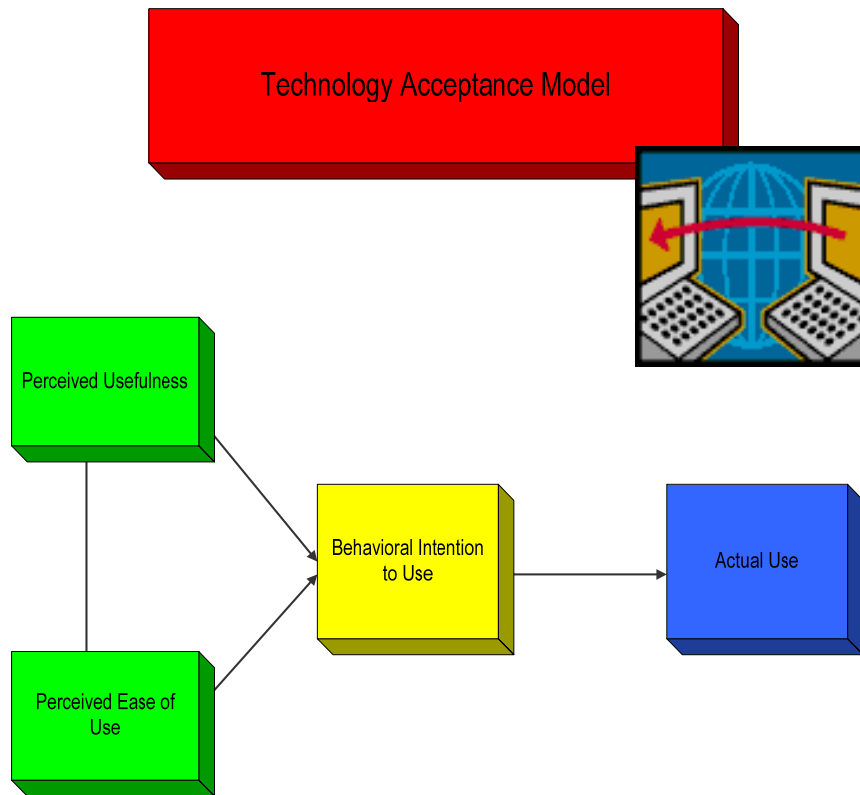 Technology Acceptance Model
Perceived Usefulness
Behavioral Intention
to Use
Actual Use
Perceived Ease of
Use